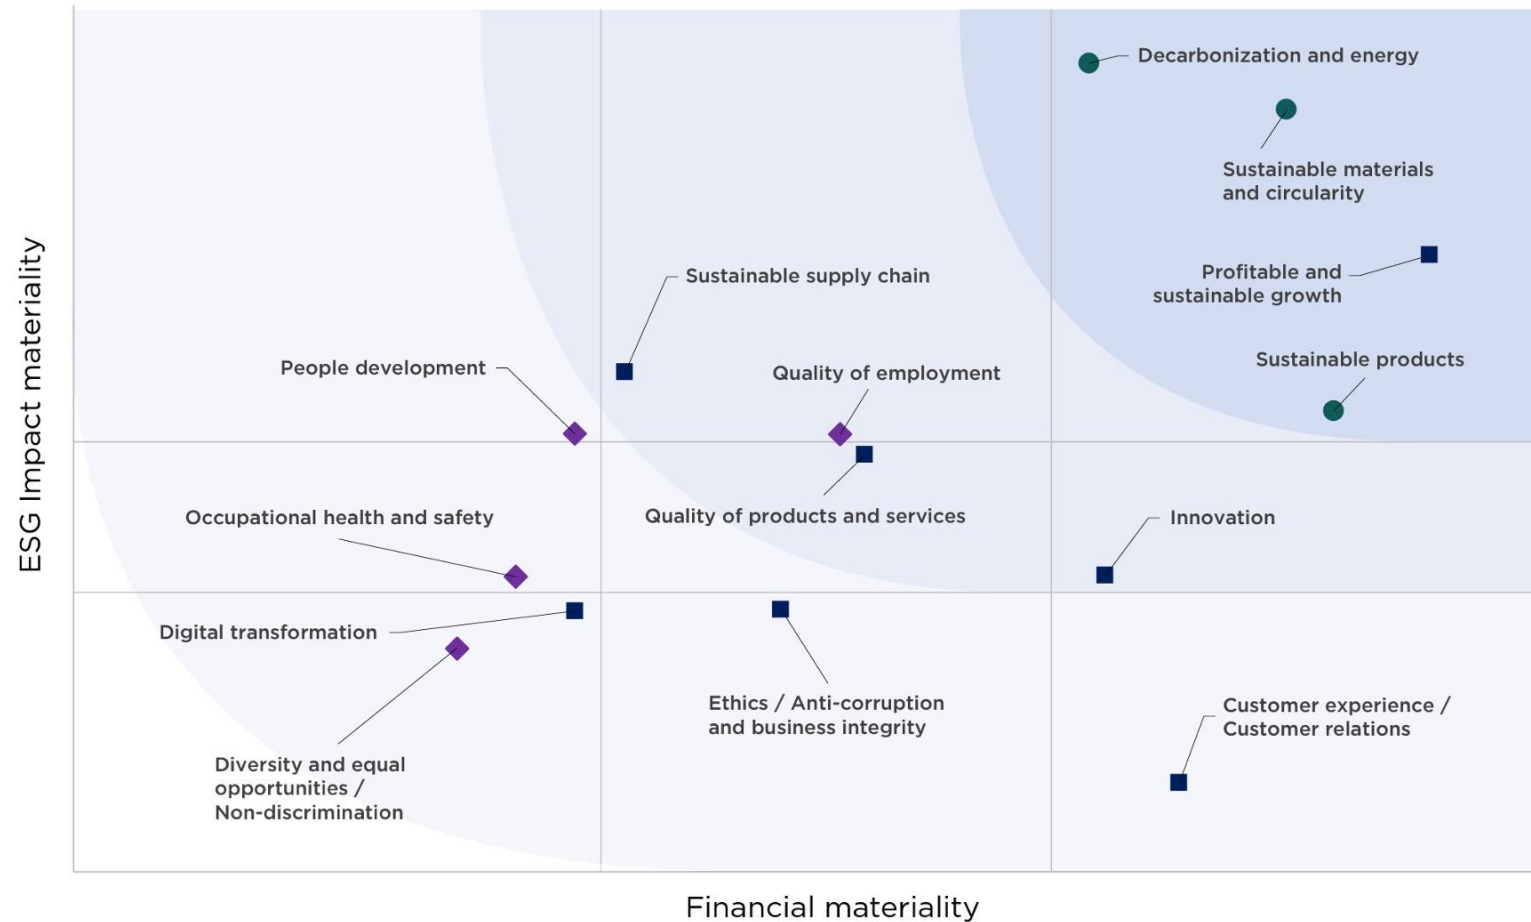 Decarbonization and energy
Sustainable materials
and circularity
Profitable and
sustainable growth
Sustainable supply chain
Sustainable products
People development
Quality of employment
Occupational health and safety
Quality of products and services
Innovation
Digital transformation
Ethics / Anti-corruption
and business integrity
Customer experience /
Customer relations
Diversity and equal
opportunities /
Non-discrimination
ESG Impact materiality
Financial materiality